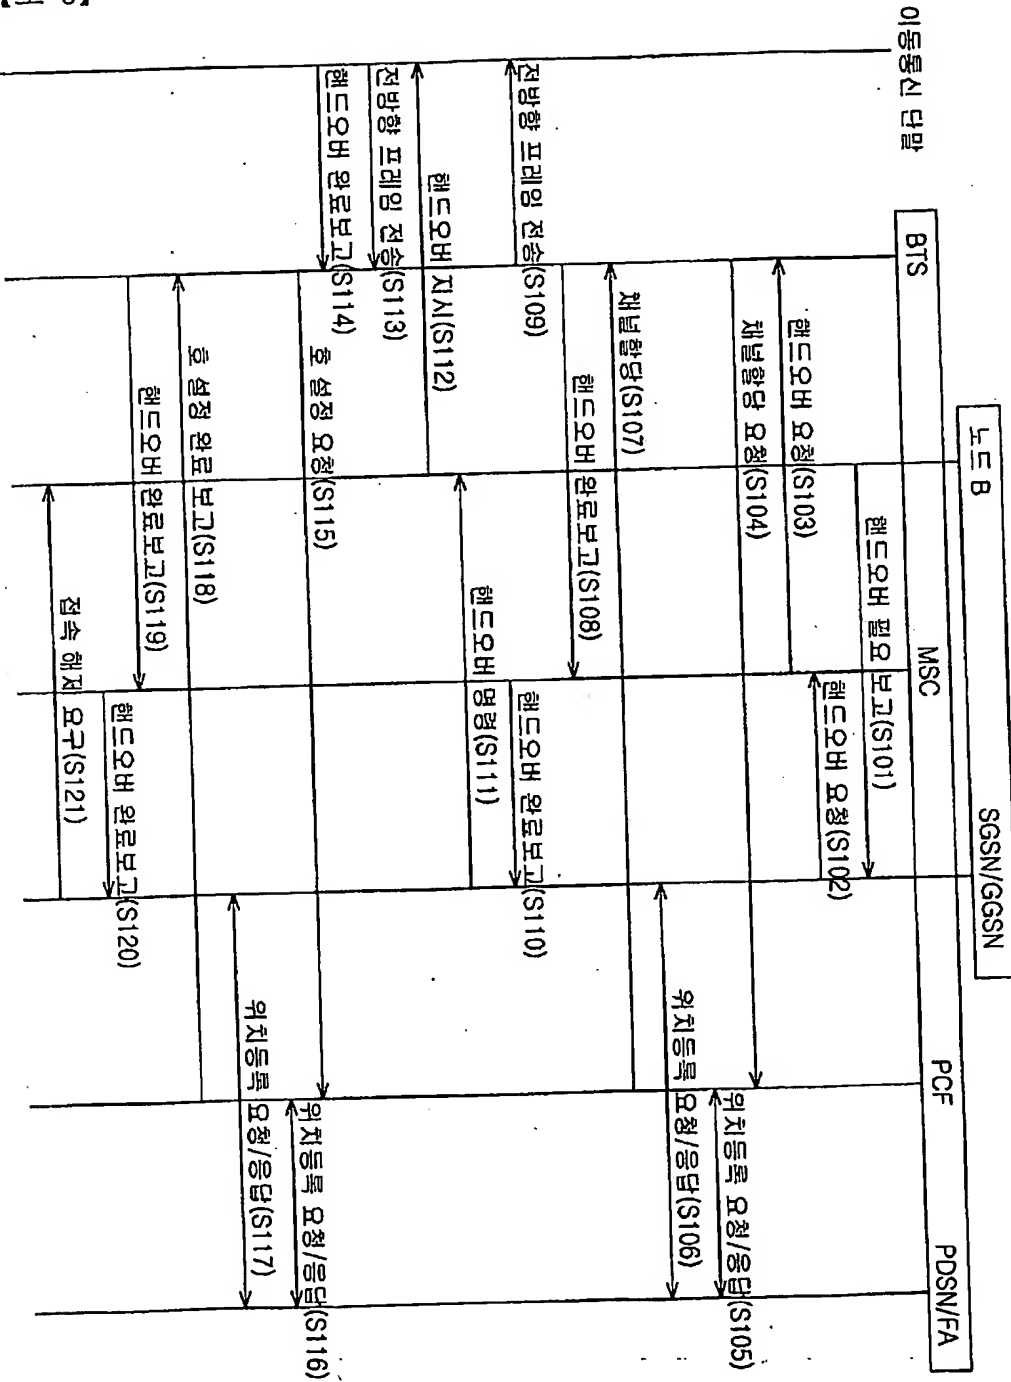 이동통신 단말
BTS
노드 B
MSC
SGSN/GGSN
PCF
PDSN/FA
핸드오버 필요 보고(S101)
핸드오버 요청(S102)
핸드오버 요청(S103)
채널할당 요청(S104)
위치등록 요청/응답(S105)
위치등록 요청/응답(S106)
채널할당(S107)
핸드오버 완료보고(S108)
전방향 프레임 전송(S109)
핸드오버 완료보고(S110)
핸드오버 명령(S111)
핸드오버 지시(S112)
전방향 프레임 전송(S113)
핸드오버 완료보고(S114)
호 설정 요청(S115)
위치등록 요청/응답(S116)
위치등록 요청/응답(S117)
호 설정 완료 보고(S118)
핸드오버 완료보고(S119)
핸드오버 완료보고(S120)
접속 해제 요구(S121)